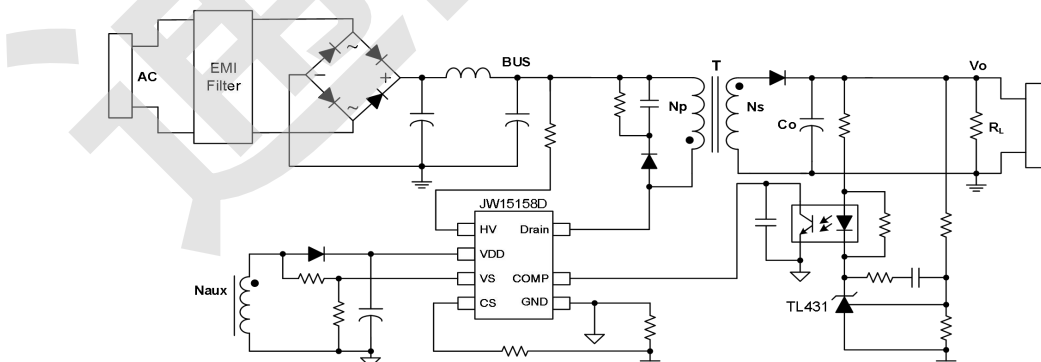 AC
EMI
Filter
~
−
+
~
BUS
T
Np
Ns
Co
Vo
RL
JW15158D
HV
Drain
VDD
VS
COMP
CS
GND
Naux
TL431